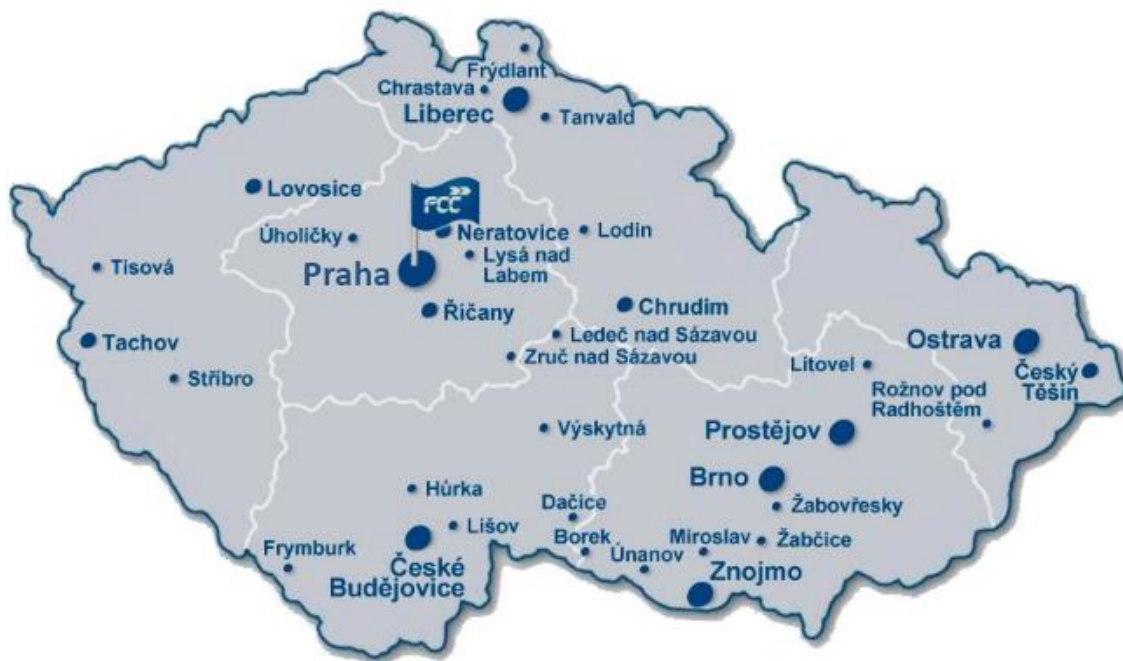 Frýdlant
Chrastava
Liberec
Tanvald
Lovosice
FCC
Úholičky
Neratovice
Lodin
Tisová
Praha
Lysá nad
Labem
Říčany
Chrudim
Tachov
Ledeč nad Sázavou
Ostrava
Zruč nad Sázavou
Stříbro
Litovel
Český
Těšín
Rožnov pod
Radhoštěm
Výskytná
Prostějov
Brno
Hůrka
Dačice
Žabovřesky
Lišov
Borek
Miroslav
Žabčice
Frymburk
České
Budějovice
Únanov
Znojmo